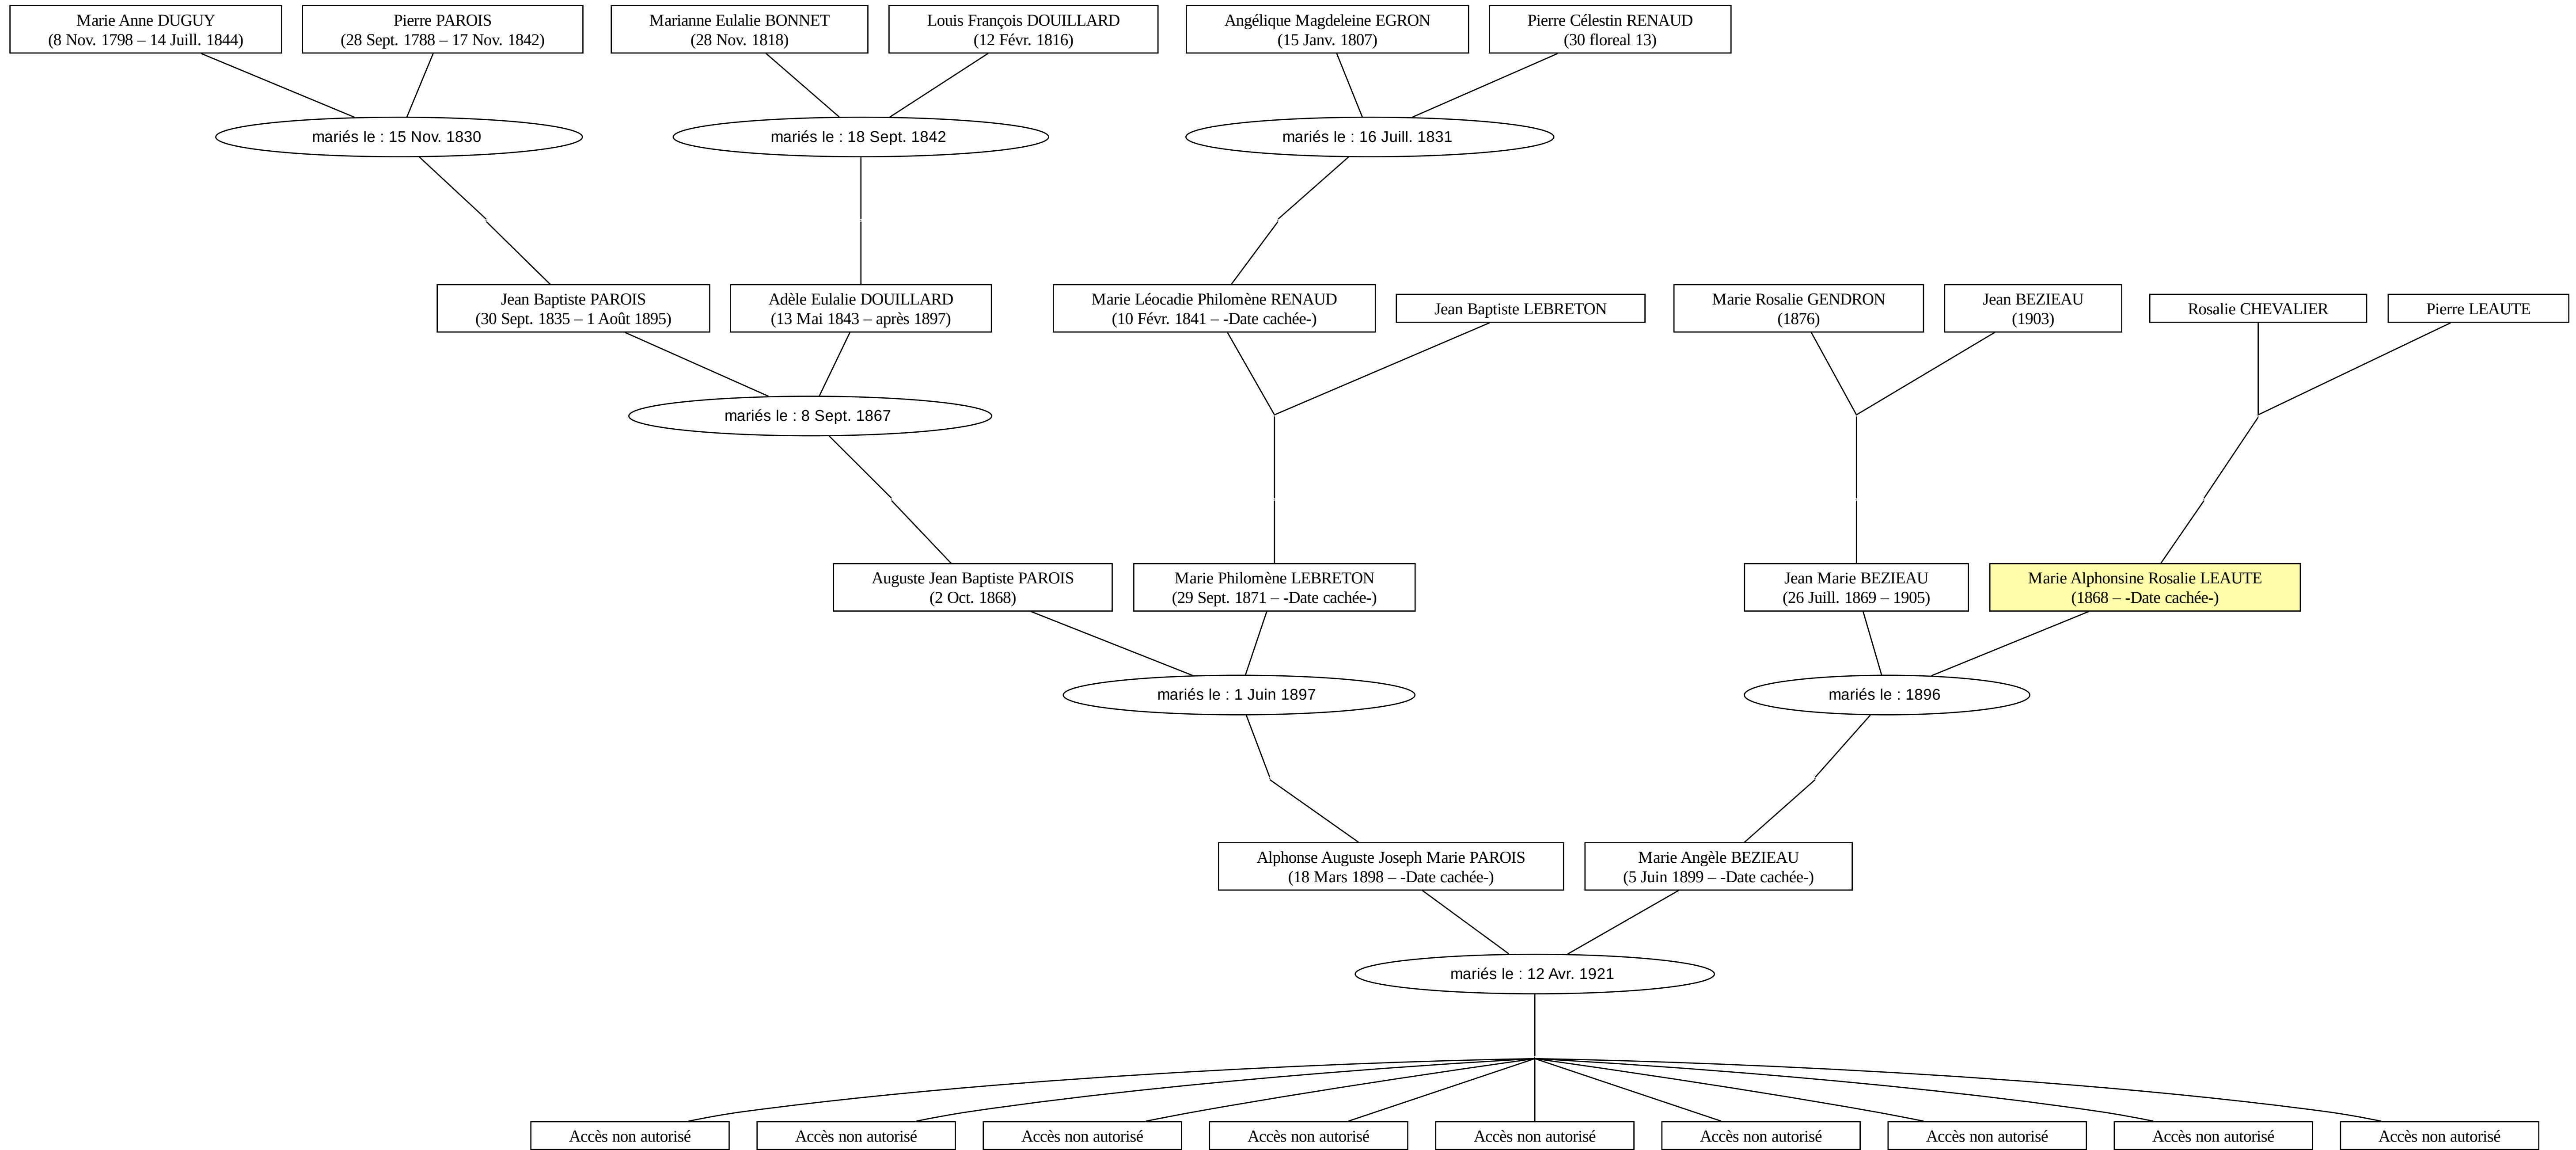 Marie Anne DUGUY
(8 Nov. 1798 – 14 Juill. 1844)
Pierre PAROIS
(28 Sept. 1788 – 17 Nov. 1842)
Marianne Eulalie BONNET
(28 Nov. 1818)
Louis François DOUILLARD
(12 Févr. 1816)
Angélique Magdeleine EGRON
(15 Janv. 1807)
Pierre Célestin RENAUD
(30 floreal 13)
mariés le : 15 Nov. 1830
mariés le : 18 Sept. 1842
mariés le : 16 Juill. 1831
Jean Baptiste PAROIS
(30 Sept. 1835 – 1 Août 1895)
Adèle Eulalie DOUILLARD
(13 Mai 1843 – après 1897)
Marie Léocadie Philomène RENAUD
(10 Févr. 1841 – -Date cachée-)
Jean Baptiste LEBRETON
Marie Rosalie GENDRON
(1876)
Jean BEZIEAU
(1903)
Rosalie CHEVALIER
Pierre LEAUTE
mariés le : 8 Sept. 1867
Auguste Jean Baptiste PAROIS
(2 Oct. 1868)
Marie Philomène LEBRETON
(29 Sept. 1871 – -Date cachée-)
Jean Marie BEZIEAU
(26 Juill. 1869 – 1905)
Marie Alphonsine Rosalie LEAUTE
(1868 – -Date cachée-)
mariés le : 1 Juin 1897
mariés le : 1896
Alphonse Auguste Joseph Marie PAROIS
(18 Mars 1898 – -Date cachée-)
Marie Angèle BEZIEAU
(5 Juin 1899 – -Date cachée-)
mariés le : 12 Avr. 1921
Accès non autorisé
Accès non autorisé
Accès non autorisé
Accès non autorisé
Accès non autorisé
Accès non autorisé
Accès non autorisé
Accès non autorisé
Accès non autorisé